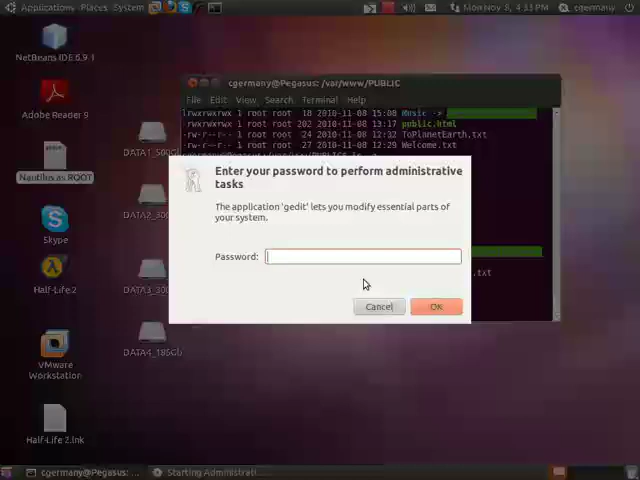 Applications Places System
Mon Nov 8, 4:33 PM cgermany
NetBeans IDE 6.9.1
Adobe Reader 9
Nautilus as ROOT
Skype
Half-Life 2
VMware
Workstation
Half-Life 2.lnk
DATA4_185Gb
cgermany@Pegasus: /var/www/PUBLIC
File Edit View Search Terminal Help
lrwxrwxrwx 1 root root 18 2010-11-08 15:08 Music ->
-rwxrwxrwx 1 root root 202 2010-11-08 13:17 public.html
-rw-r--r-- 1 root root 24 2010-11-08 12:32 ToPlanetEarth.txt
-rw-r--r-- 1 root root 27 2010-11-08 12:29 Welcome.txt
.txt
Enter your password to perform administrative
tasks
The application 'gedit' lets you modify essential parts of
your system.
Password:
Cancel
OK
cgermany@Pegasus: ...
Starting Administrati...